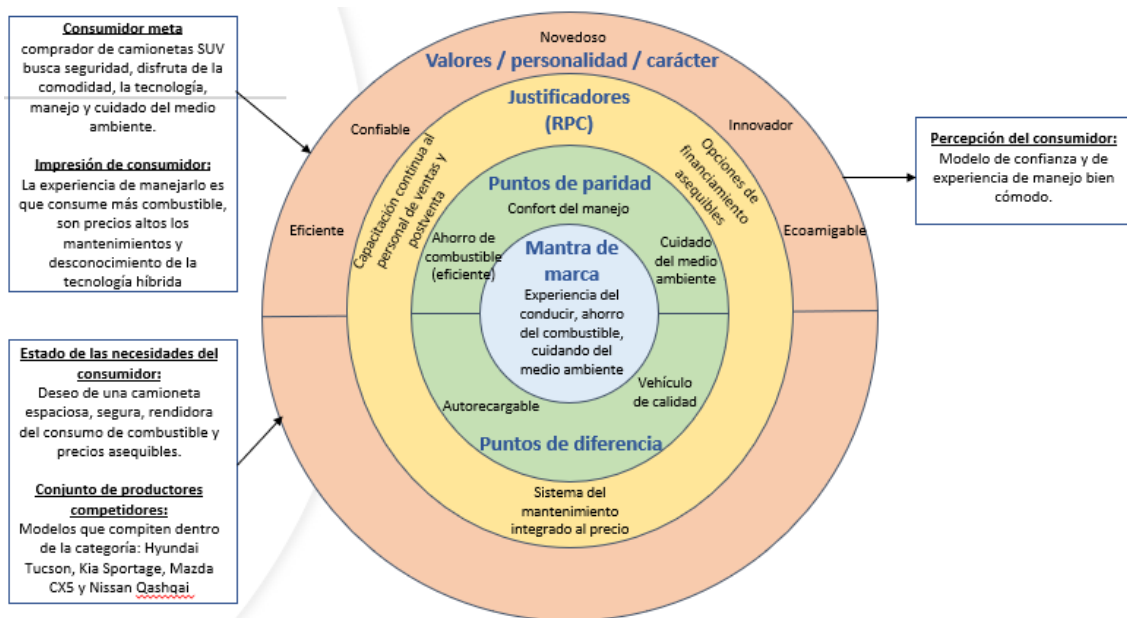 Consumidor meta
comprador de camionetas SUV
busca seguridad, disfruta de la
comodidad, la tecnología,
manejo y cuidado del medio
ambiente.
Impresión de consumidor:
La experiencia de manejarlo es
que consume más combustible,
son precios altos los
mantenimientos y
desconocimiento de la
tecnología híbrida
Estado de las necesidades del
consumidor:
Deseo de una camioneta
espaciosa, segura, rendidora
del consumo de combustible y
precios asequibles.
Conjunto de productores
competidores:
Modelos que compiten dentro
de la categoría: Hyundai
Tucson, Kia Sportage, Mazda
CX5 y Nissan Qashqai
Novedoso
Valores / personalidad / carácter
Confiable
Innovador
Eficiente
Ecoamigable
Justificadores
(RPC)
Capacitación continua al
personal de ventas y
postventa
Opciones de
financiamiento
asequibles
Puntos de paridad
Confort del manejo
Ahorro de
combustible
(eficiente)
Cuidado
del medio
ambiente
Mantra de
marca
Experiencia del
conducir, ahorro
del combustible,
cuidando del
medio ambiente
Autorecargable
Vehículo
de calidad
Puntos de diferencia
Sistema del
mantenimiento
integrado al precio
Percepción del consumidor:
Modelo de confianza y de
experiencia de manejo bien
cómodo.